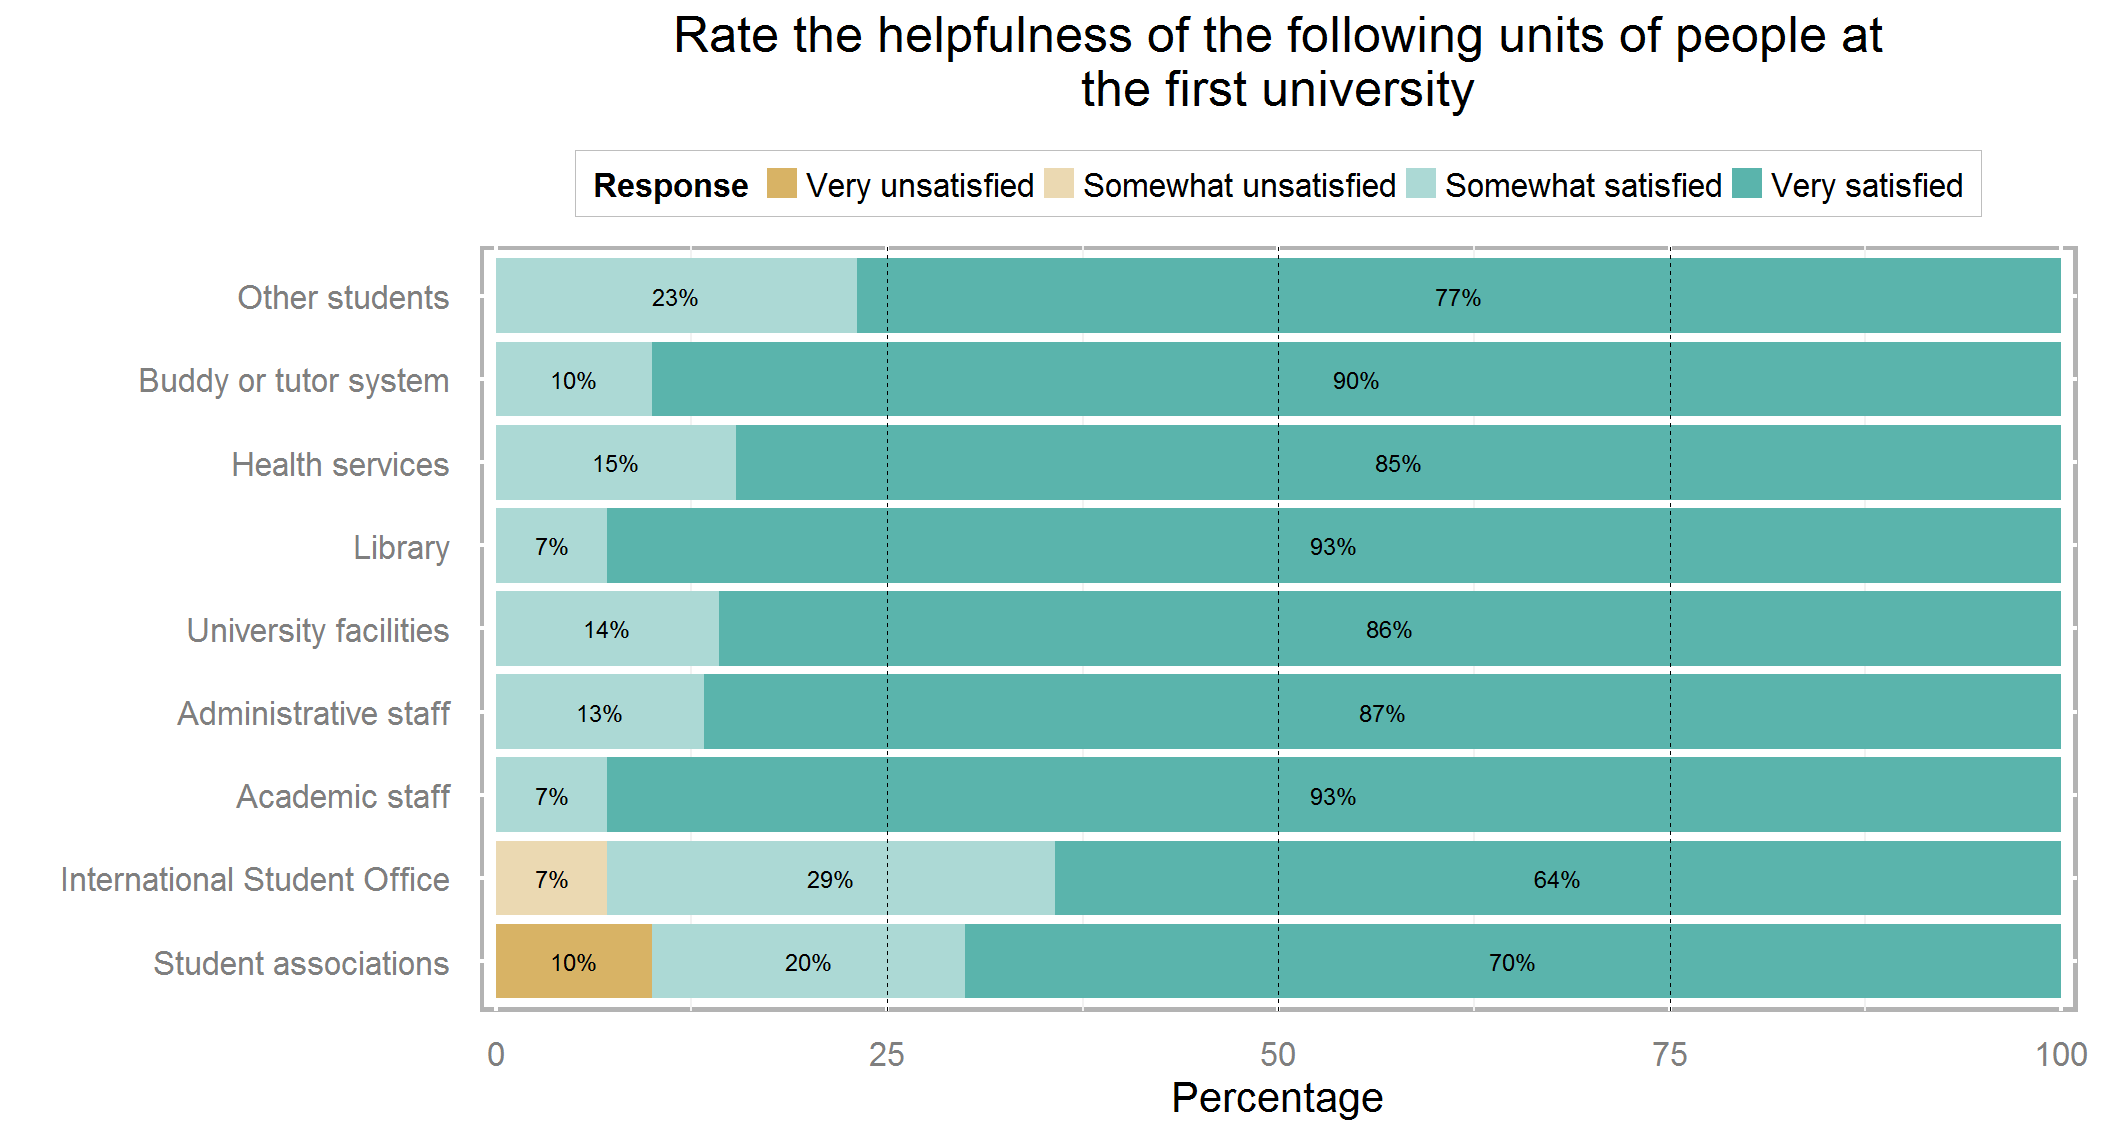 Rate the helpfulness of the following units of people at
the first university
Response Very unsatisfied Somewhat unsatisfied Somewhat satisfied Very satisfied
Other students 23% 77%
Buddy or tutor system 10% 90%
Health services 15% 85%
Library 7% 93%
University facilities 14% 86%
Administrative staff 13% 87%
Academic staff 7% 93%
International Student Office 7% 29% 64%
Student associations 10% 20% 70%
0 25 50 75 100
Percentage